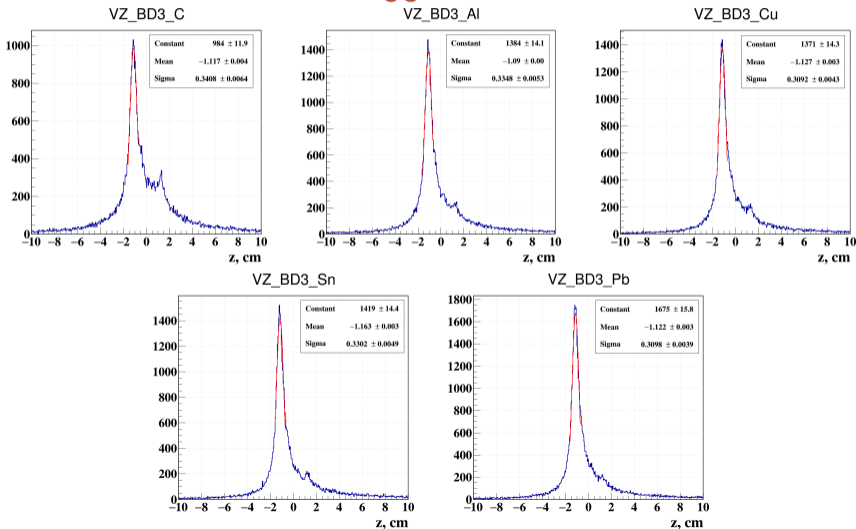 VZ_BD3_C
Constant 984 ± 11.9
Mean −1.117 ± 0.004
Sigma 0.3408 ± 0.0064
1000
800
600
400
200
0
−10 −8 −6 −4 −2 0 2 4 6 8 10
z, cm
VZ_BD3_Al
Constant 1384 ± 14.1
Mean −1.09 ± 0.00
Sigma 0.3348 ± 0.0053
1400
1200
1000
800
600
400
200
0
−10 −8 −6 −4 −2 0 2 4 6 8 10
z, cm
VZ_BD3_Cu
Constant 1371 ± 14.3
Mean −1.127 ± 0.003
Sigma 0.3092 ± 0.0043
1400
1200
1000
800
600
400
200
0
−10 −8 −6 −4 −2 0 2 4 6 8 10
z, cm
VZ_BD3_Sn
Constant 1419 ± 14.4
Mean −1.163 ± 0.003
Sigma 0.3302 ± 0.0049
1400
1200
1000
800
600
400
200
0
−10 −8 −6 −4 −2 0 2 4 6 8 10
z, cm
VZ_BD3_Pb
Constant 1675 ± 15.8
Mean −1.122 ± 0.003
Sigma 0.3098 ± 0.0039
1800
1600
1400
1200
1000
800
600
400
200
0
−10 −8 −6 −4 −2 0 2 4 6 8 10
z, cm